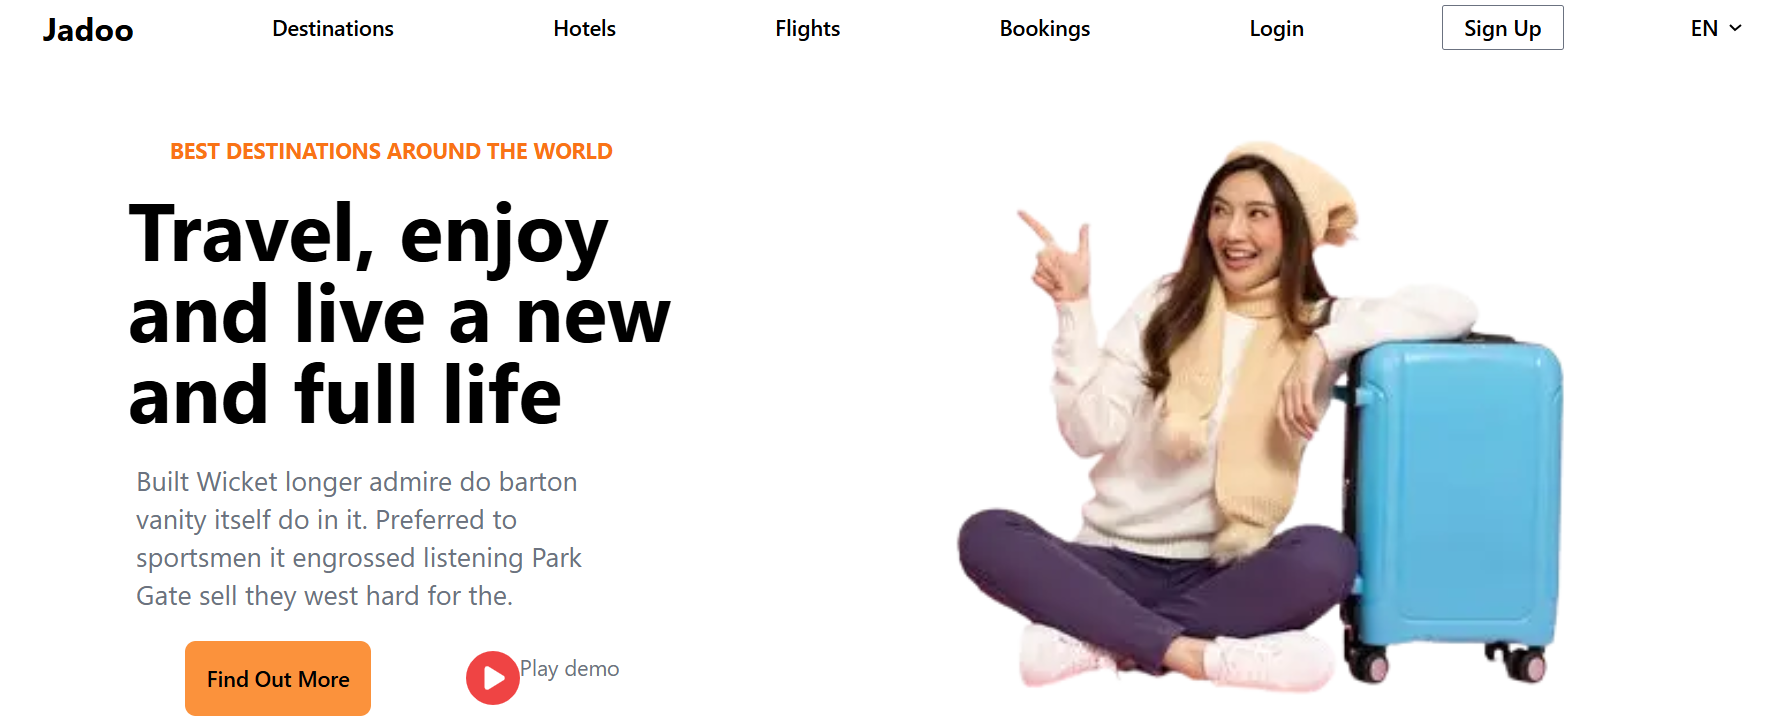 Jadoo
Destinations
Hotels
Flights
Bookings
Login
Sign Up
EN
BEST DESTINATIONS AROUND THE WORLD
Travel, enjoy
and live a new
and full life
Built Wicket longer admire do barton
vanity itself do in it. Preferred to
sportsmen it engrossed listening Park
Gate sell they west hard for the.
Find Out More
Play demo